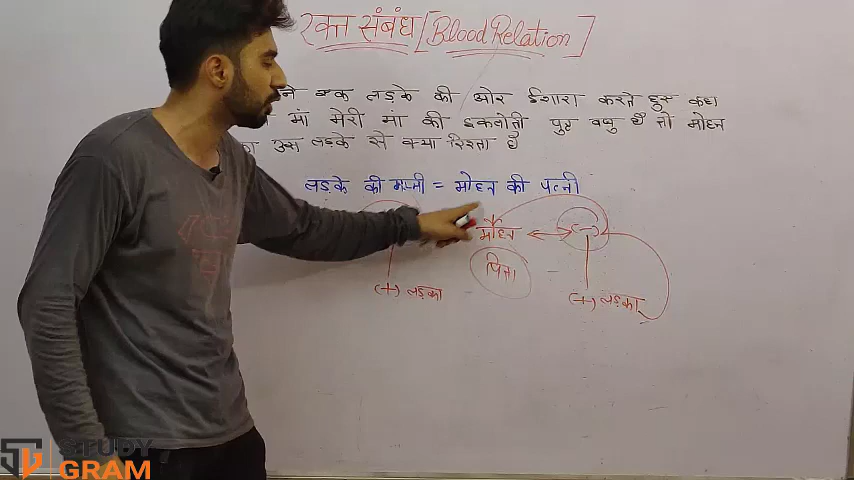 रक्त संबंध [Blood Relation]
ने एक लड़के की ओर ईशारा करते हुए कहा
मां मेरी मां की इकलौती पुत्र वधु है तो मोहन
उस लड़के से क्या रिश्ता है
लड़के की मम्मी = मोहन की पत्नी
मोहन
पिता
(+) लड़का
(+) लड़का
STUDY
GRAM